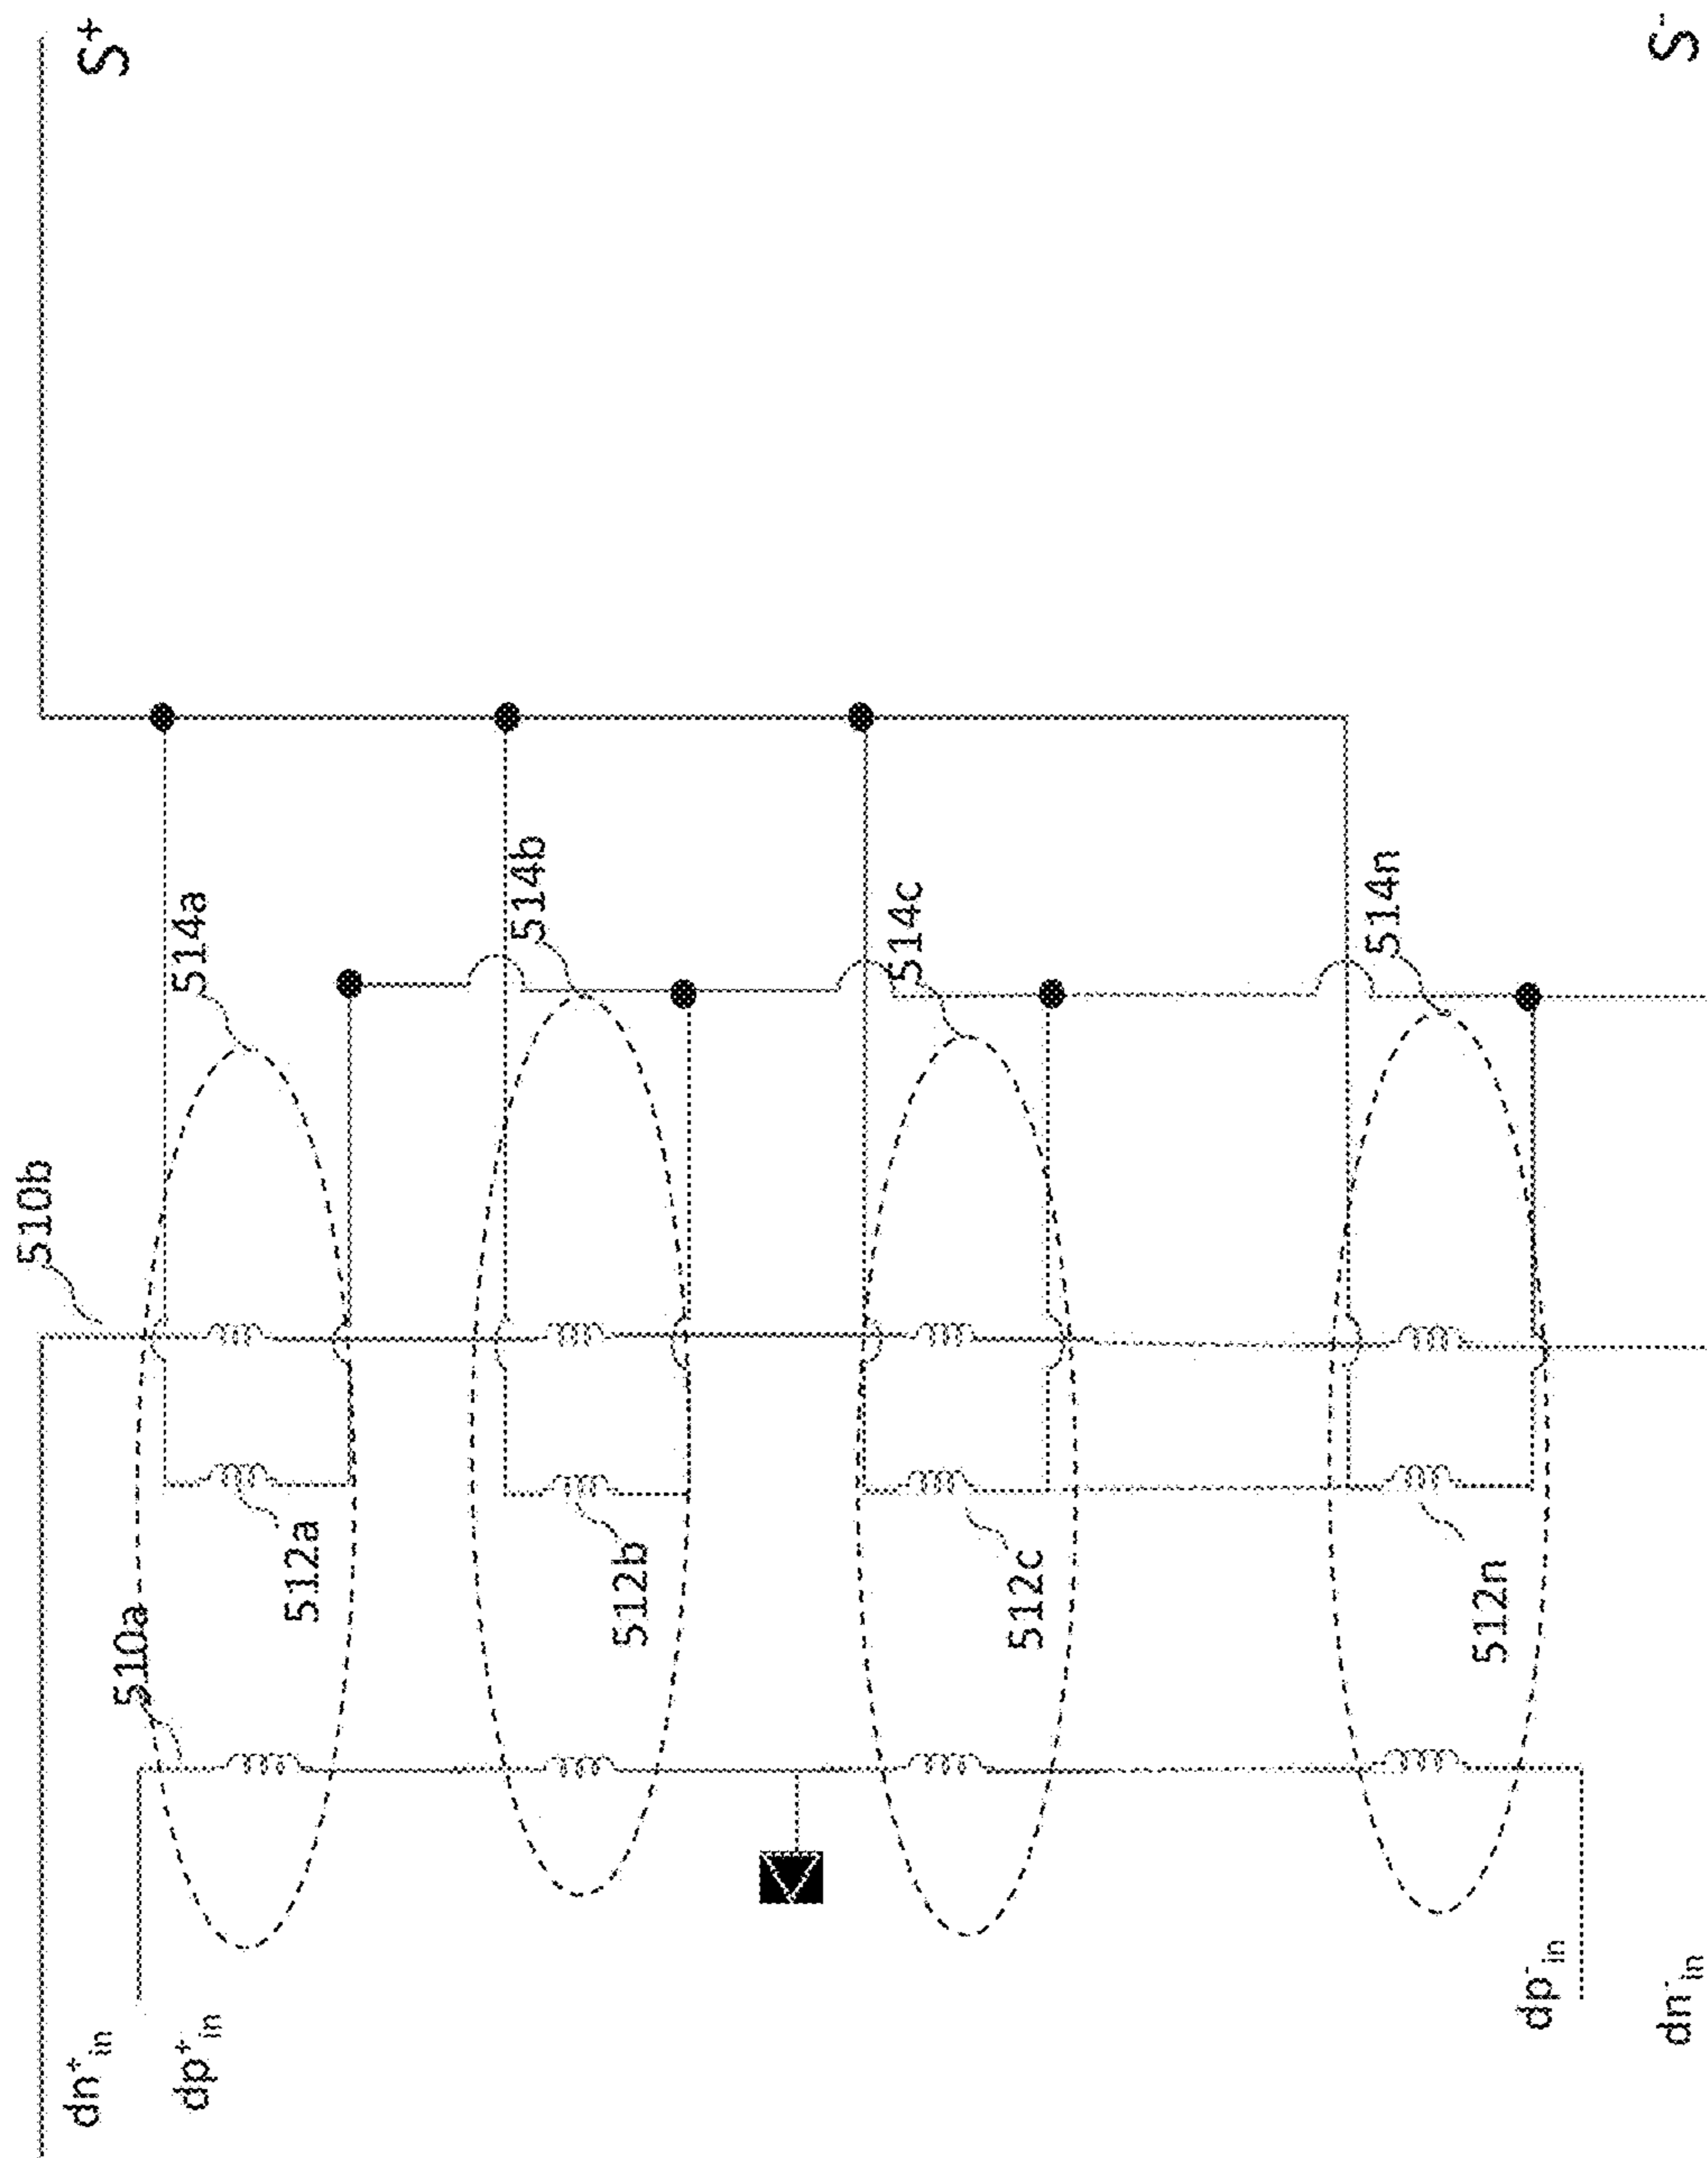 S⁺
S⁻
514a
514b
514c
514n
510b
510a
512a
512b
512c
512n
dn⁺in
dp⁺in
dp⁻in
dn⁻in